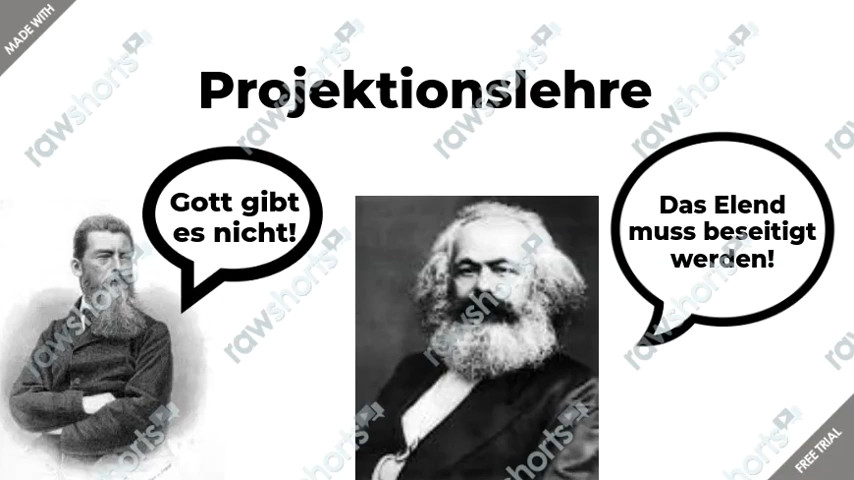 MADE WITH
Projektionslehre
Gott gibt
es nicht!
Das Elend
muss beseitigt
werden!
rawshorts
FREE TRIAL